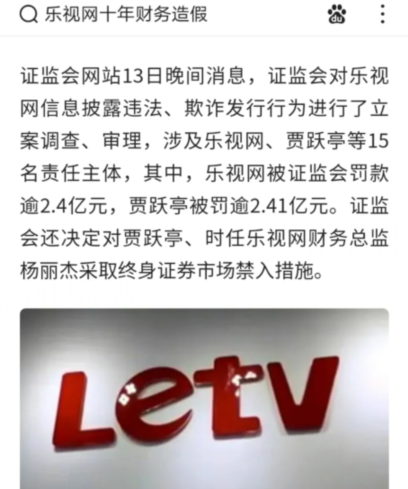 乐视网十年财务造假
证监会网站13日晚间消息，证监会对乐视
网信息披露违法、欺诈发行行为进行了立
案调查、审理，涉及乐视网、贾跃亭等15
名责任主体，其中，乐视网被证监会罚款
逾2.4亿元，贾跃亭被罚逾2.41亿元。证监
会还决定对贾跃亭、时任乐视网财务总监
杨丽杰采取终身证券市场禁入措施。
Letv